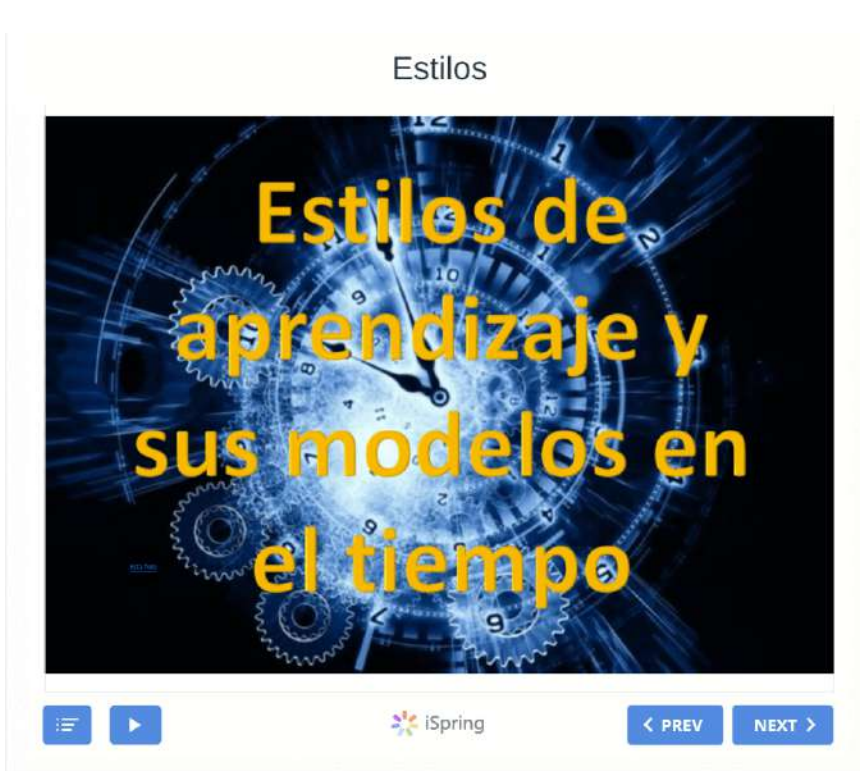 Estilos
Estilos de
aprendizaje y
sus modelos en
el tiempo
iSpring
PREV
NEXT